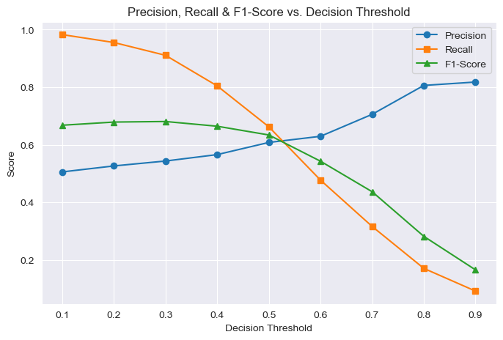 Precision, Recall & F1-Score vs. Decision Threshold
Precision
Recall
F1-Score
Score
1.0
0.8
0.6
0.4
0.2
0.1 0.2 0.3 0.4 0.5 0.6 0.7 0.8 0.9
Decision Threshold